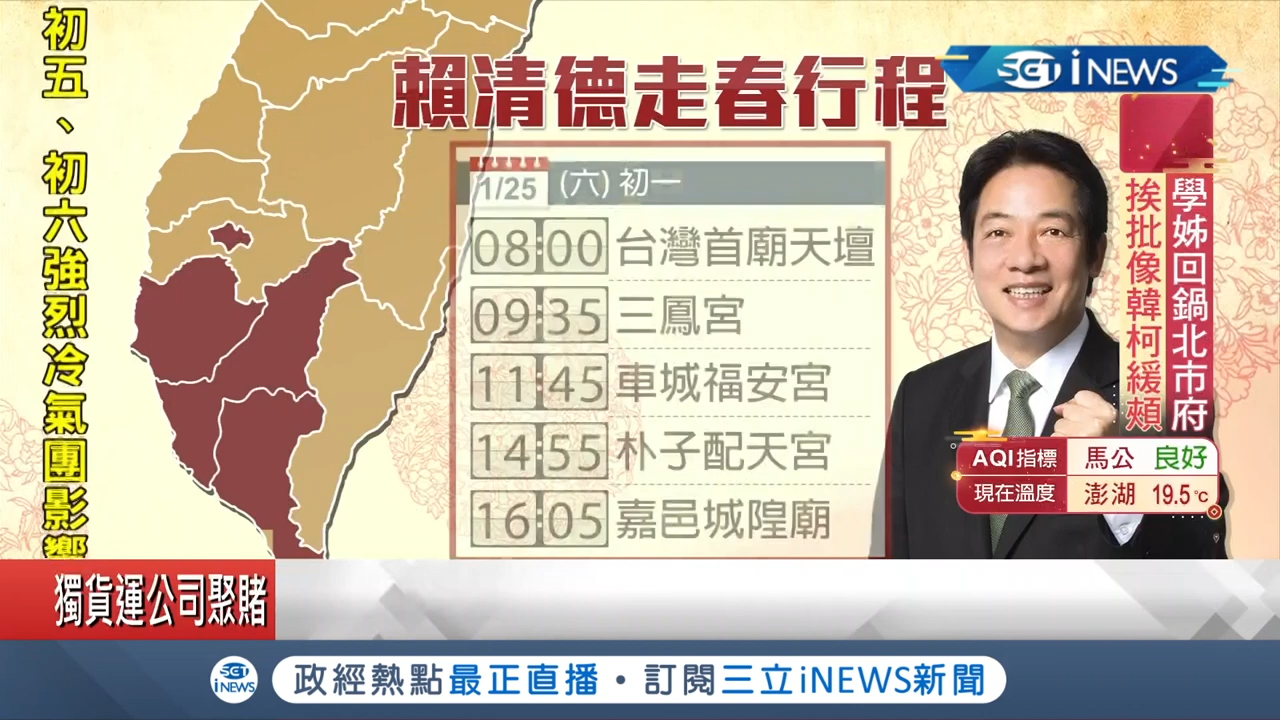 初五、初六強烈冷氣團影響
賴清德走春行程
SET iNEWS
1/25 (六) 初一
08:00 台灣首廟天壇
09:35 三鳳宮
11:45 車城福安宮
14:55 朴子配天宮
16:05 嘉邑城隍廟
學姊回鍋北市府
挨批像韓柯緩頰
AQI指標 馬公 良好
現在溫度 澎湖 19.5°C
獨貨運公司聚賭
SET iNEWS
政經熱點最正直播・訂閱三立iNEWS新聞